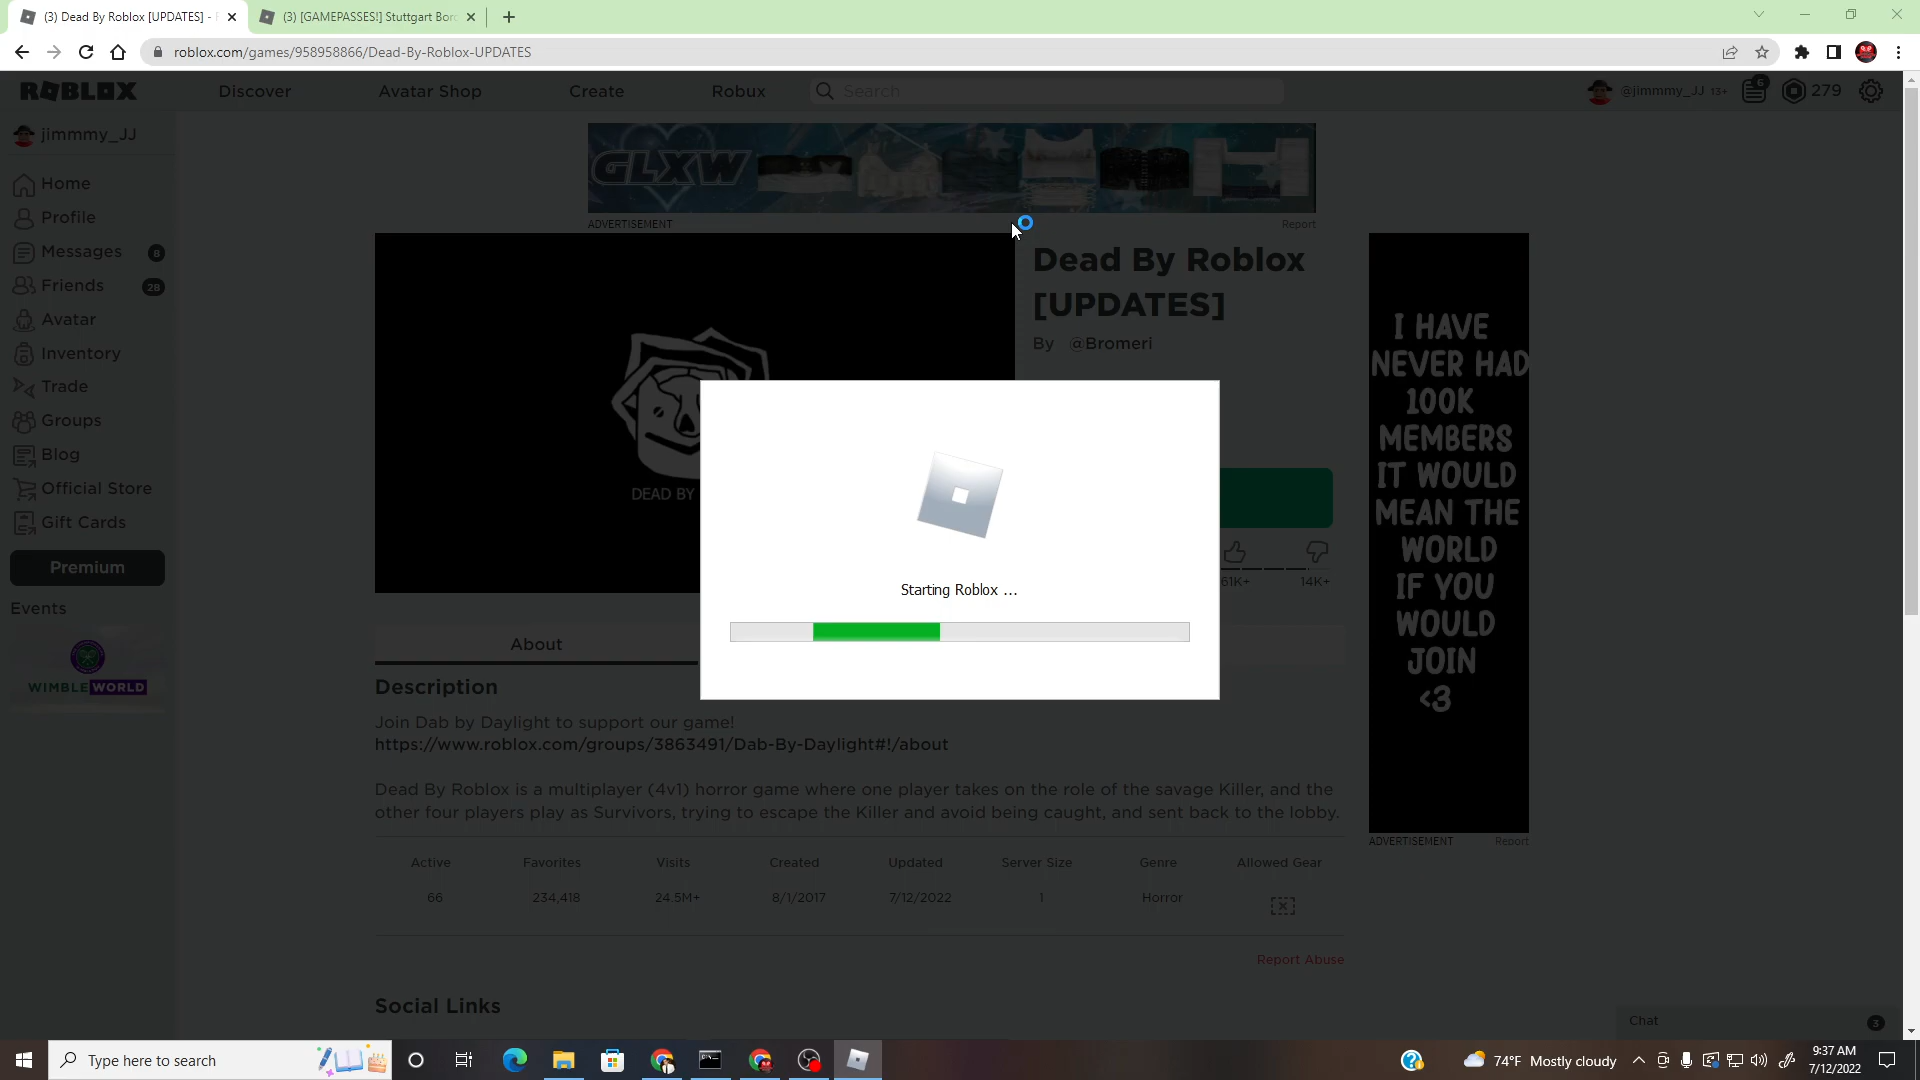 (3) Dead By Roblox [UPDATES] - R
(3) [GAMEPASSES!] Stuttgart Bor
roblox.com/games/958958866/Dead-By-Roblox-UPDATES
ROBLOX
Discover
Avatar Shop
Create
Robux
Search
@jimmmy_JJ 13+
6
279
jimmmy_JJ
Home
Profile
Messages 8
Friends 28
Avatar
Inventory
Trade
Groups
Blog
Official Store
Gift Cards
Premium
Events
WIMBLEWORLD
GLXW
ADVERTISEMENT
Report
DEAD BY
Dead By Roblox
[UPDATES]
By @Bromeri
61K+
14K+
Starting Roblox ...
I HAVE
NEVER HAD
100K
MEMBERS
IT WOULD
MEAN THE
WORLD
IF YOU
WOULD
JOIN
<3
ADVERTISEMENT
Report
About
Description
Join Dab by Daylight to support our game!
https://www.roblox.com/groups/3863491/Dab-By-Daylight#!/about
Dead By Roblox is a multiplayer (4v1) horror game where one player takes on the role of the savage Killer, and the
other four players play as Survivors, trying to escape the Killer and avoid being caught, and sent back to the lobby.
Active Favorites Visits Created Updated Server Size Genre Allowed Gear
66 234,418 24.5M+ 8/1/2017 7/12/2022 1 Horror
Report Abuse
Social Links
Chat
3
Type here to search
74°F Mostly cloudy
9:37 AM
7/12/2022